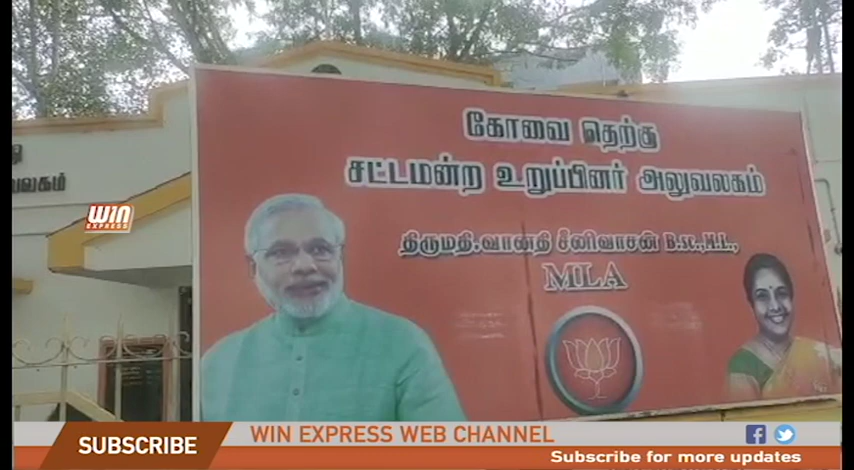 கோவை தெற்கு
சட்டமன்ற உறுப்பினர் அலுவலகம்
திருமதி.வானதி சீனிவாசன் B.sc.,M.L.,
MLA
WIN
EXPRESS
SUBSCRIBE
WIN EXPRESS WEB CHANNEL
Subscribe for more updates